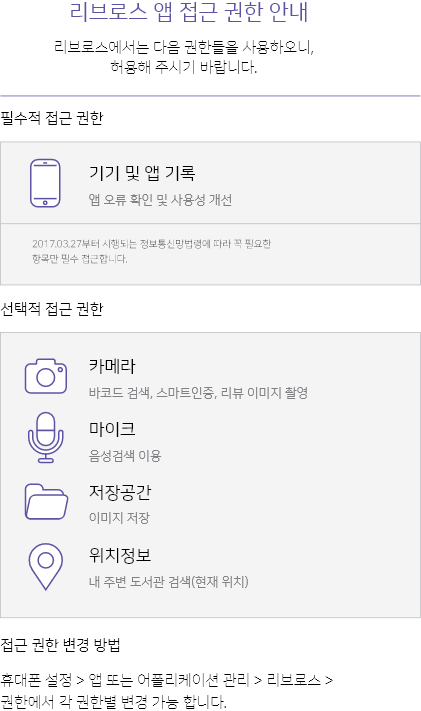 리브로스 앱 접근 권한 안내
리브로스에서는 다음 권한들을 사용하오니,
허용해 주시기 바랍니다.
필수적 접근 권한
기기 및 앱 기록
앱 오류 확인 및 사용성 개선
2017.03.27부터 시행되는 정보통신망법령에 따라 꼭 필요한
항목만 필수 접근합니다.
선택적 접근 권한
카메라
바코드 검색, 스마트인증, 리뷰 이미지 촬영
마이크
음성검색 이용
저장공간
이미지 저장
위치정보
내 주변 도서관 검색(현재 위치)
접근 권한 변경 방법
휴대폰 설정 > 앱 또는 어플리케이션 관리 > 리브로스 >
권한에서 각 권한별 변경 가능 합니다.